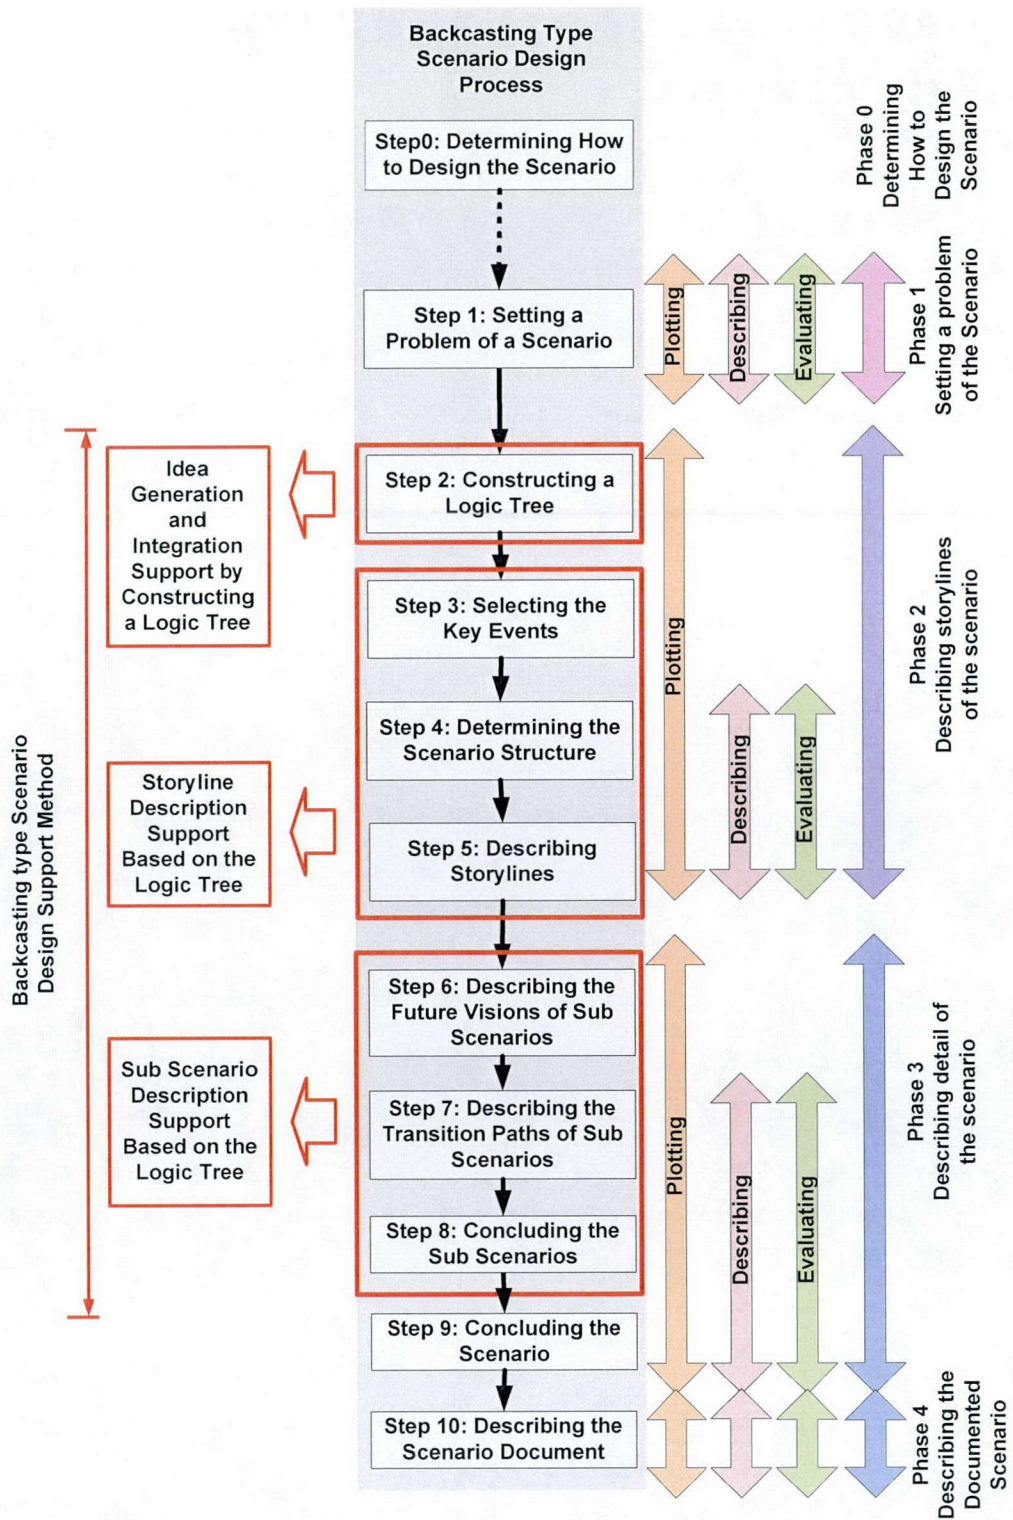 Backcasting Type
Scenario Design
Process
Step0: Determining How
to Design the Scenario
Step 1: Setting a
Problem of a Scenario
Step 2: Constructing a
Logic Tree
Step 3: Selecting the
Key Events
Step 4: Determining the
Scenario Structure
Step 5: Describing
Storylines
Step 6: Describing the
Future Visions of Sub
Scenarios
Step 7: Describing the
Transition Paths of Sub
Scenarios
Step 8: Concluding the
Sub Scenarios
Step 9: Concluding the
Scenario
Step 10: Describing the
Scenario Document
Backcasting type Scenario
Design Support Method
Idea
Generation
and
Integration
Support by
Constructing
a Logic Tree
Storyline
Description
Support
Based on the
Logic Tree
Sub Scenario
Description
Support
Based on the
Logic Tree
Phase 0
Determining
How to
Design the
Scenario
Plotting
Describing
Evaluating
Phase 1
Setting a problem
of the Scenario
Plotting
Describing
Evaluating
Phase 2
Describing storylines
of the scenario
Plotting
Describing
Evaluating
Phase 3
Describing detail of
the scenario
Phase 4
Describing the
Documented
Scenario